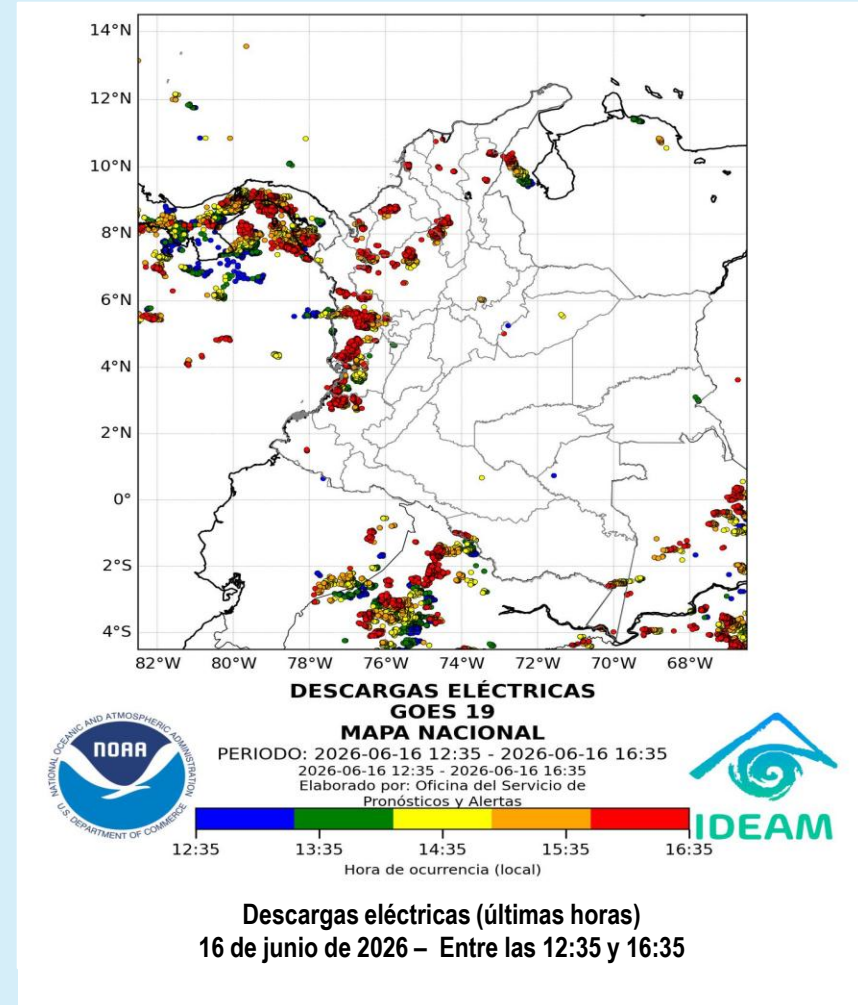 14°N
12°N
10°N
8°N
6°N
4°N
2°N
0°
2°S
4°S
82°W 80°W 78°W 76°W 74°W 72°W 70°W 68°W
DESCARGAS ELÉCTRICAS
GOES 19
MAPA NACIONAL
PERIODO: 2026-06-16 12:35 - 2026-06-16 16:35
2026-06-16 12:35 - 2026-06-16 16:35
Elaborado por: Oficina del Servicio de
Pronósticos y Alertas
NATIONAL OCEANIC AND ATMOSPHERIC ADMINISTRATION
NOAA
U.S. DEPARTMENT OF COMMERCE
IDEAM
12:35 13:35 14:35 15:35 16:35
Hora de ocurrencia (local)
Descargas eléctricas (últimas horas)
16 de junio de 2026 – Entre las 12:35 y 16:35